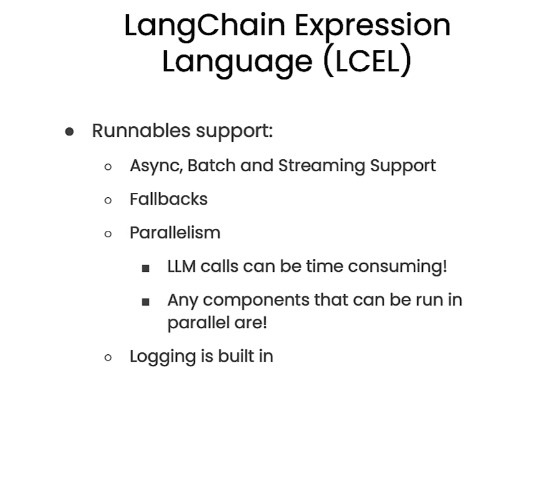 LangChain Expression
Language (LCEL)
● Runnables support:
○ Async, Batch and Streaming Support
○ Fallbacks
○ Parallelism
■ LLM calls can be time consuming!
■ Any components that can be run in
parallel are!
○ Logging is built in